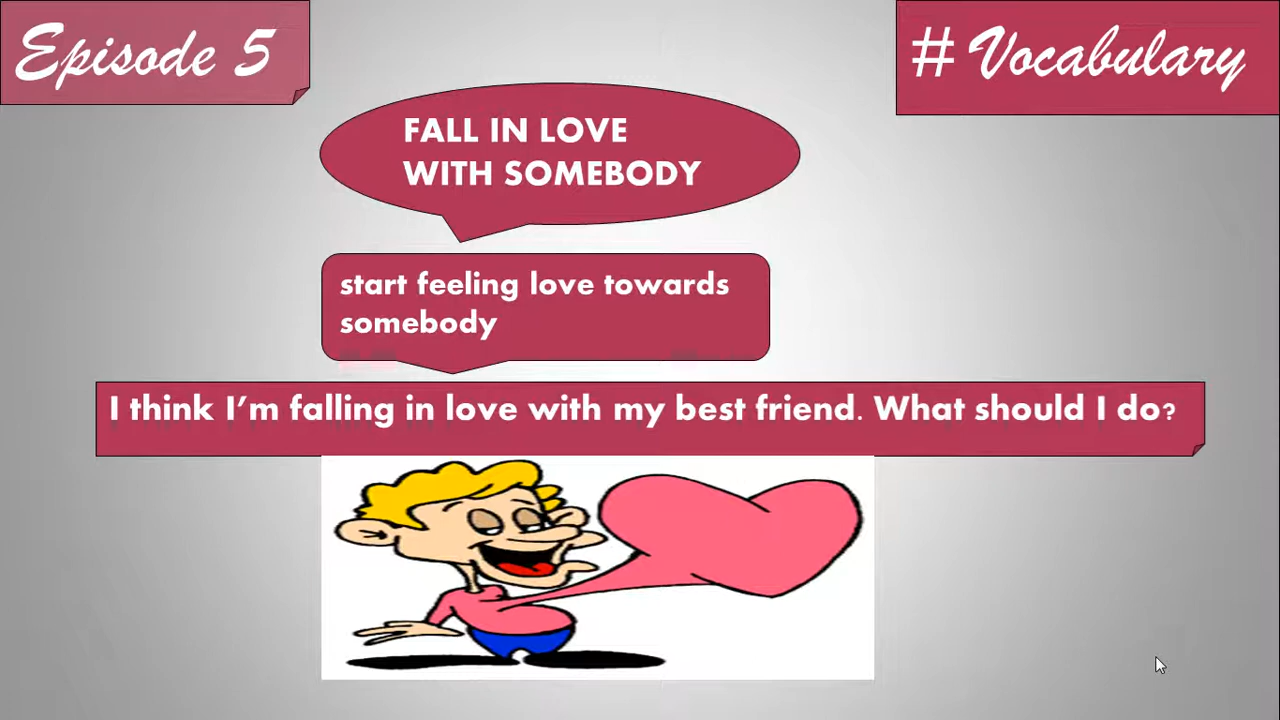 Episode 5
# Vocabulary
FALL IN LOVE
WITH SOMEBODY
start feeling love towards
somebody
I think I’m falling in love with my best friend. What should I do?